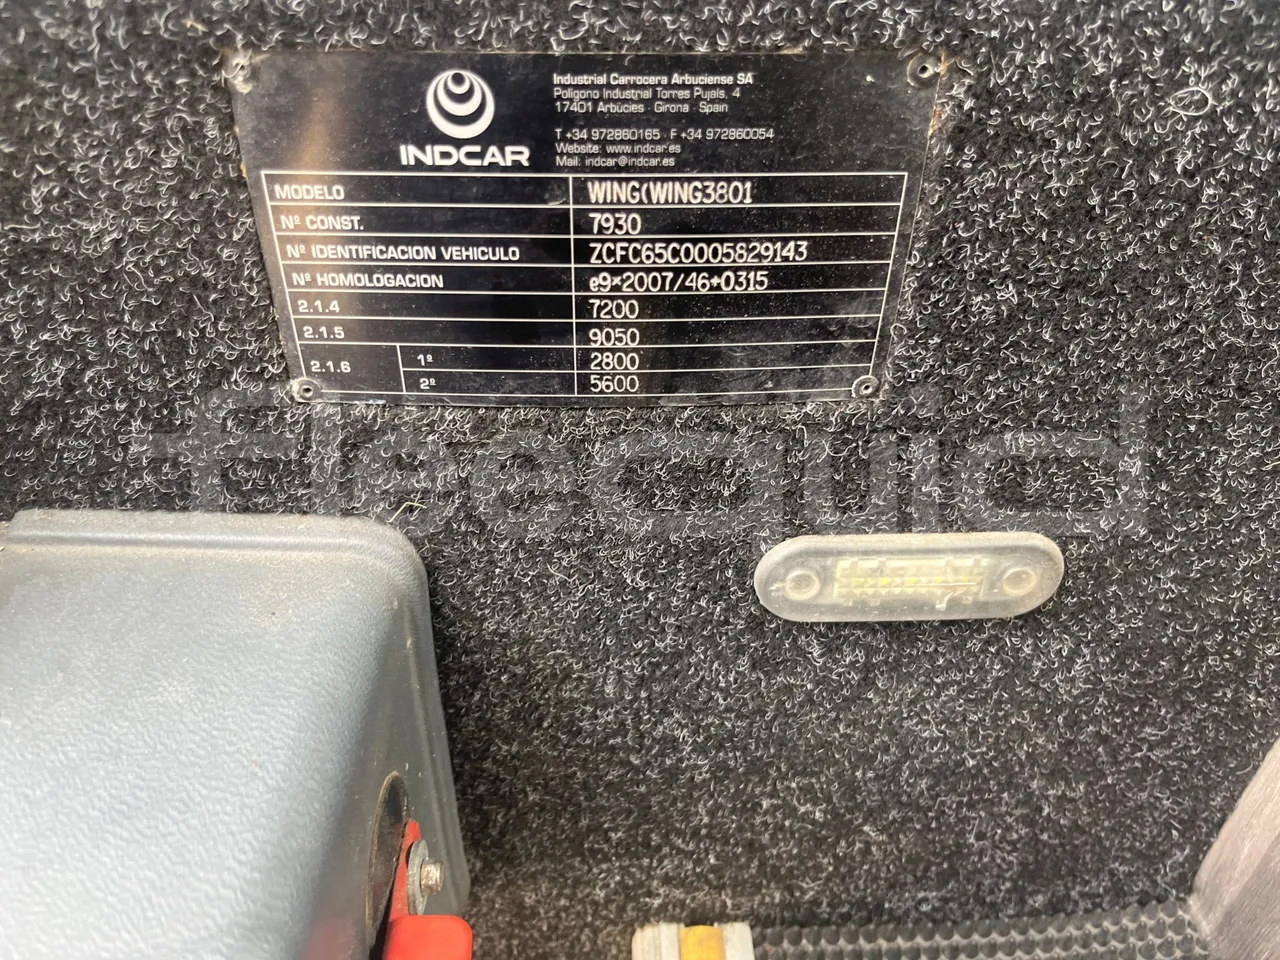 INDCAR
Industrial Carrocera Arbuciense SA
Poligono Industrial Torres Pujals, 4
17401 Arbúcies · Girona · Spain
T +34 972860165 · F +34 972860054
Website: www.indcar.es
Mail: indcar@indcar.es
MODELO WING(WING3801
Nº CONST. 7930
Nº IDENTIFICACION VEHICULO ZCFC65C0005829143
Nº HOMOLOGACION e9*2007/46*0315
2.1.4 7200
2.1.5 9050
2.1.6 1º 2800
2º 5600
fleequid